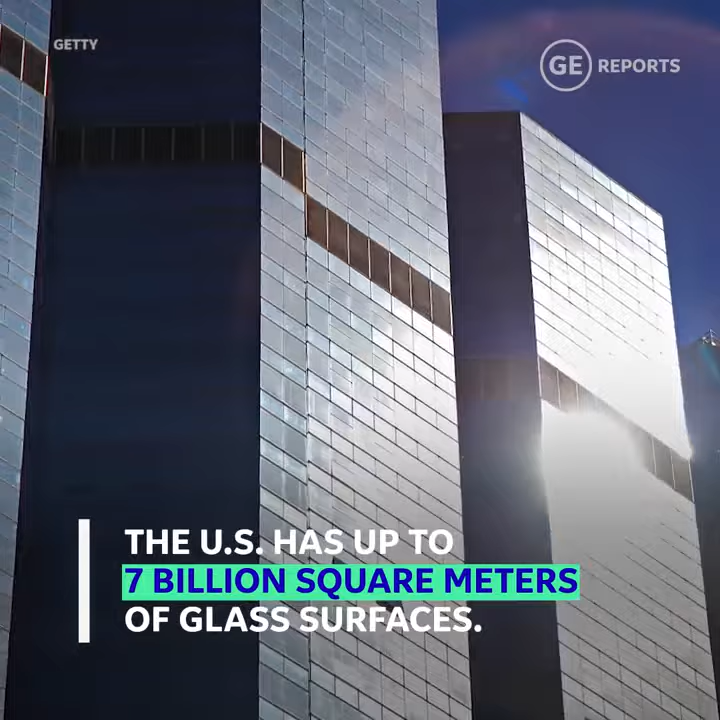 GETTY
GE REPORTS
THE U.S. HAS UP TO
7 BILLION SQUARE METERS
OF GLASS SURFACES.